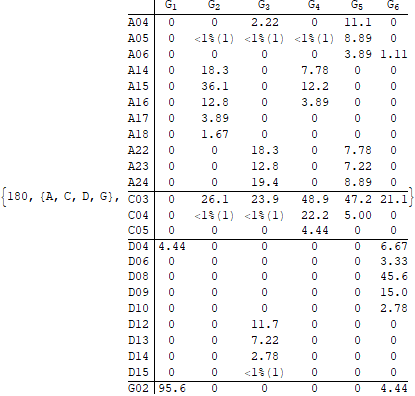 G1 G2 G3 G4 G5 G6
A04 0 0 2.22 0 11.1 0
A05 0 <1%(1) <1%(1) <1%(1) 8.89 0
A06 0 0 0 0 3.89 1.11
A14 0 18.3 0 7.78 0 0
A15 0 36.1 0 12.2 0 0
A16 0 12.8 0 3.89 0 0
A17 0 3.89 0 0 0 0
A18 0 1.67 0 0 0 0
A22 0 0 18.3 0 7.78 0
A23 0 0 12.8 0 7.22 0
A24 0 0 19.4 0 8.89 0
{180, {A, C, D, G}, C03 0 26.1 23.9 48.9 47.2 21.1}
C04 0 <1%(1) <1%(1) 22.2 5.00 0
C05 0 0 0 4.44 0 0
D04 4.44 0 0 0 0 6.67
D06 0 0 0 0 0 3.33
D08 0 0 0 0 0 45.6
D09 0 0 0 0 0 15.0
D10 0 0 0 0 0 2.78
D12 0 0 11.7 0 0 0
D13 0 0 7.22 0 0 0
D14 0 0 2.78 0 0 0
D15 0 0 <1%(1) 0 0 0
G02 95.6 0 0 0 0 4.44